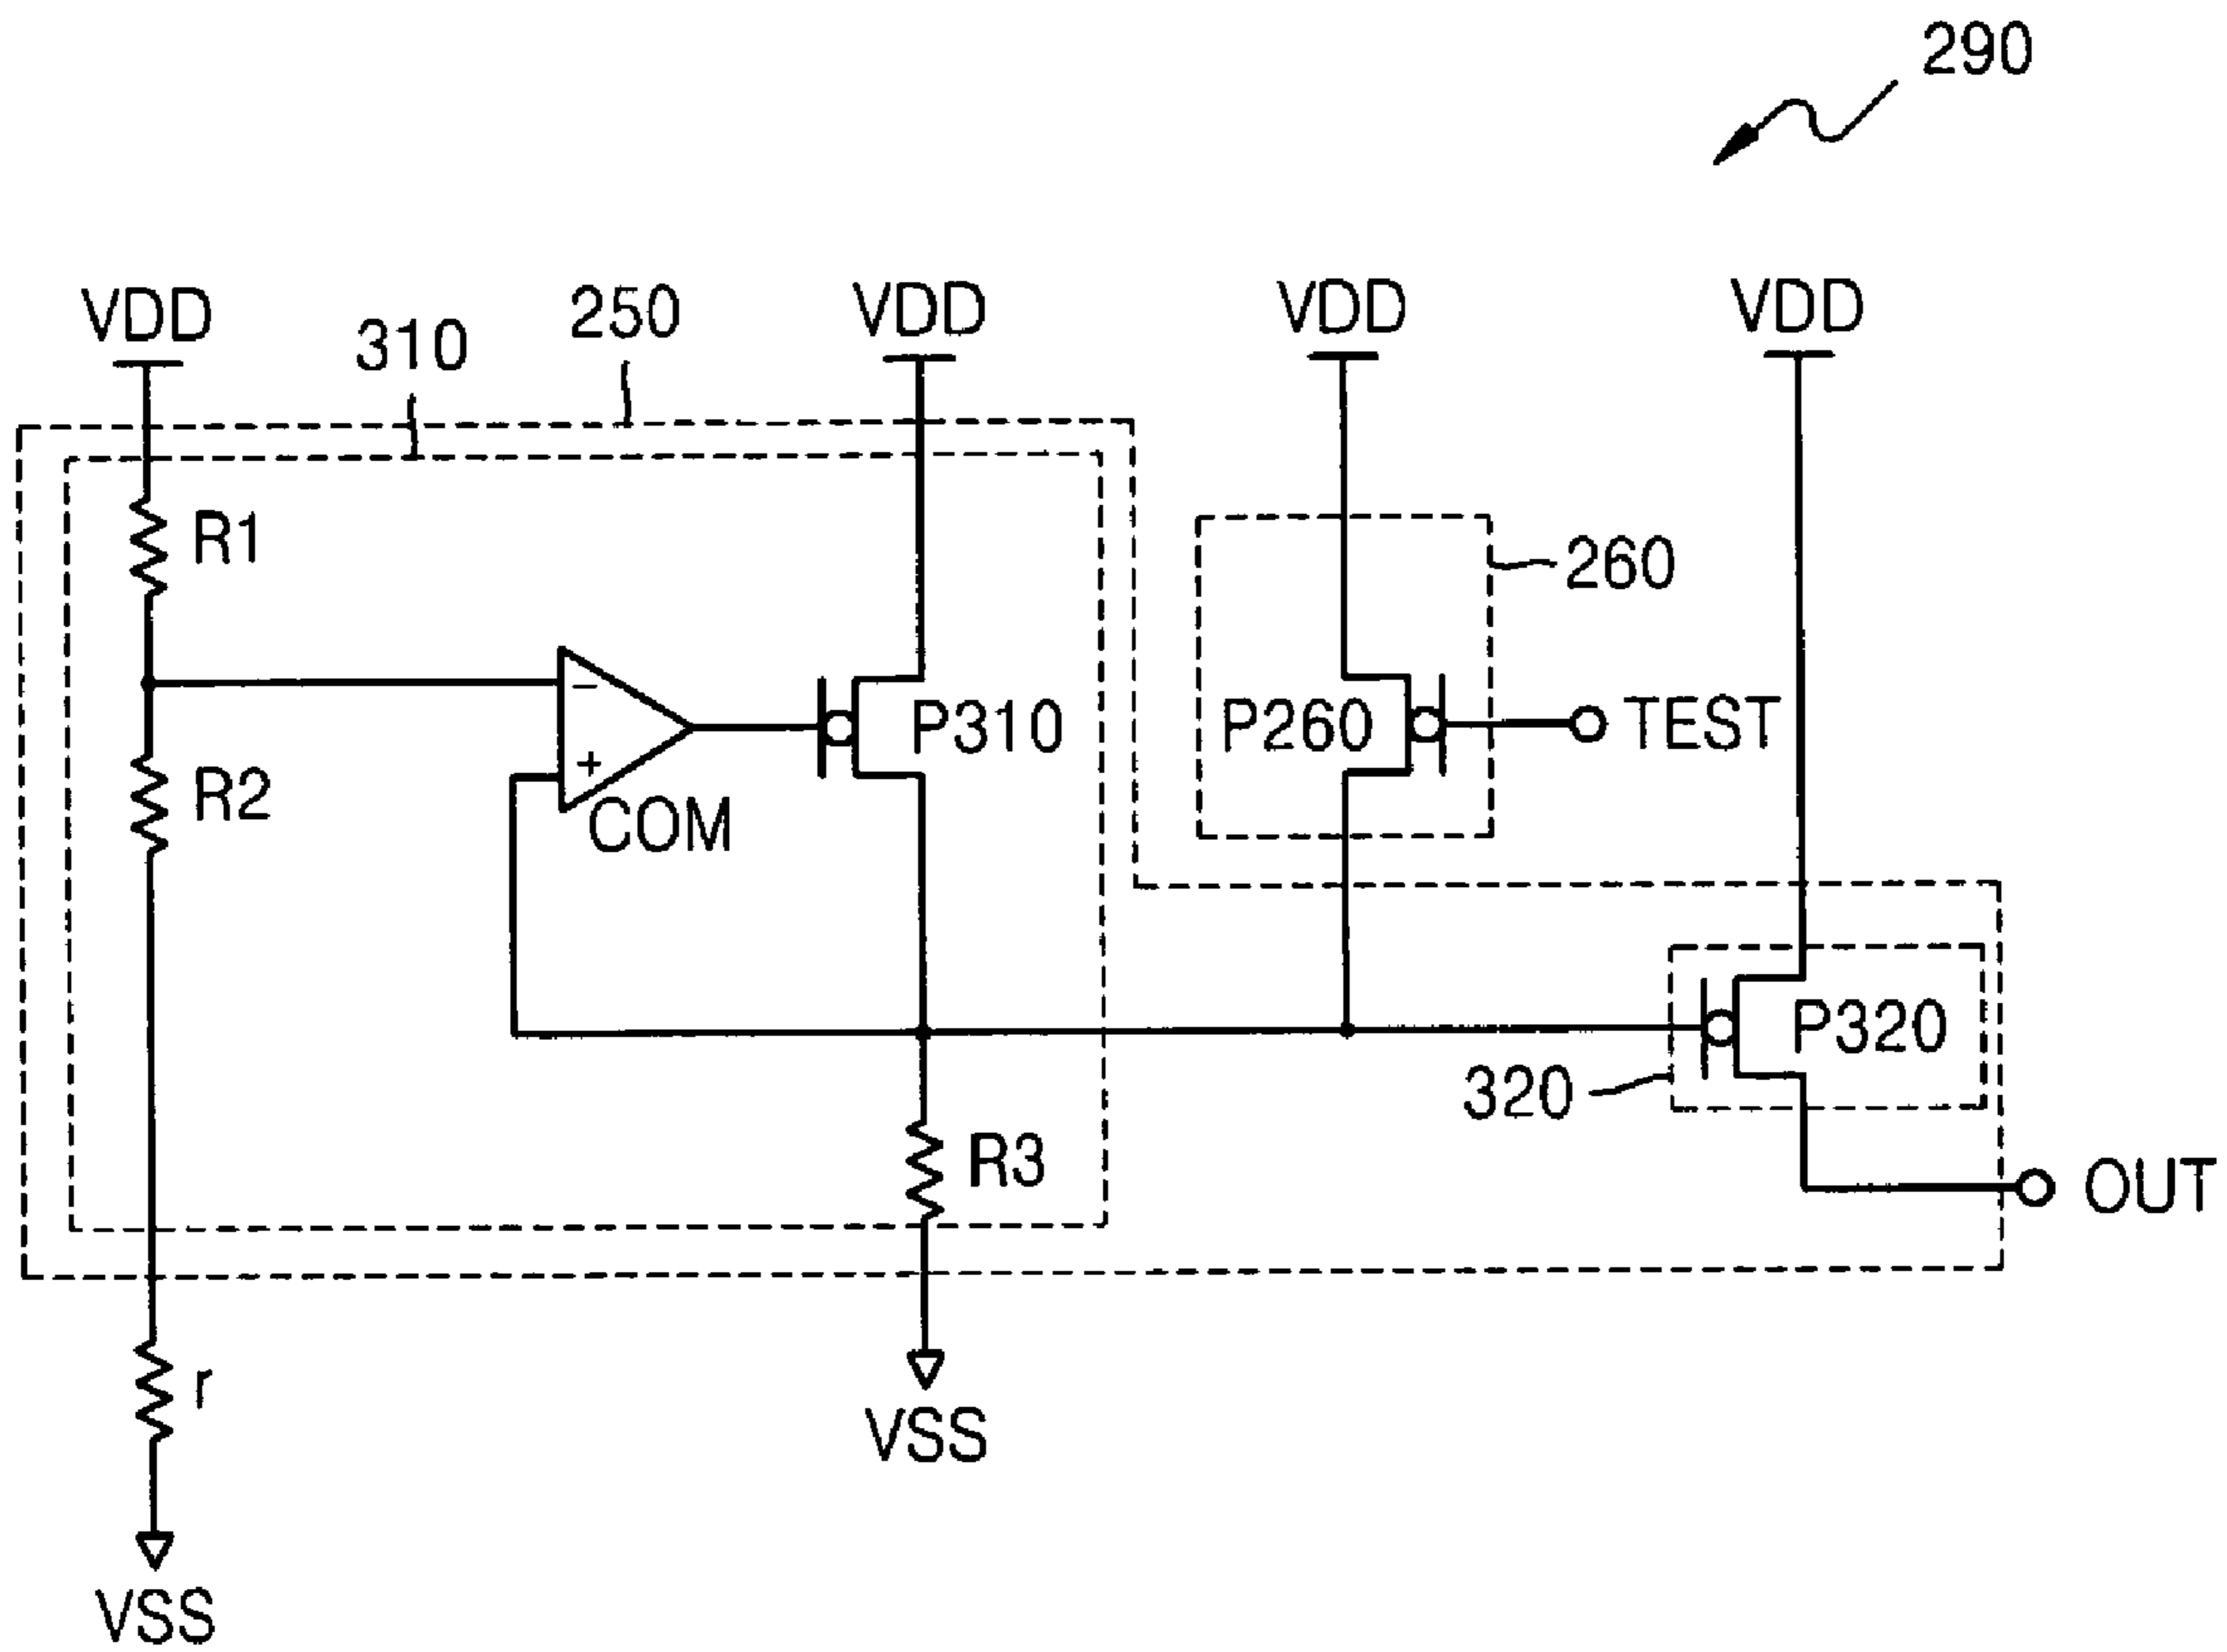 290
VDD
310
250
VDD
VDD
VDD
R1
260
R2
−
+
COM
P310
P260
TEST
P320
320
R3
OUT
r
VSS
VSS